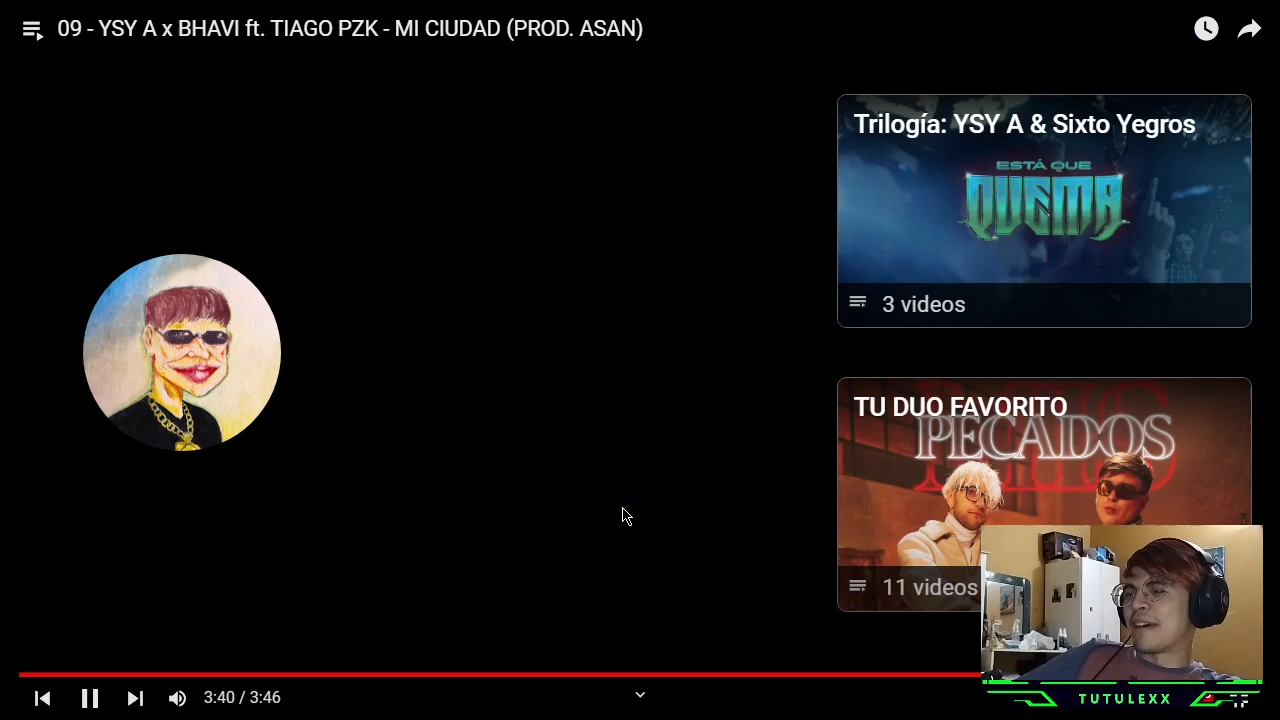 09 - YSY A x BHAVI ft. TIAGO PZK - MI CIUDAD (PROD. ASAN)
Trilogía: YSY A & Sixto Yegros
ESTÁ QUE
QUEMA
3 videos
TU DUO FAVORITO
PECADOS
11 videos
3:40 / 3:46
TUTULEXX